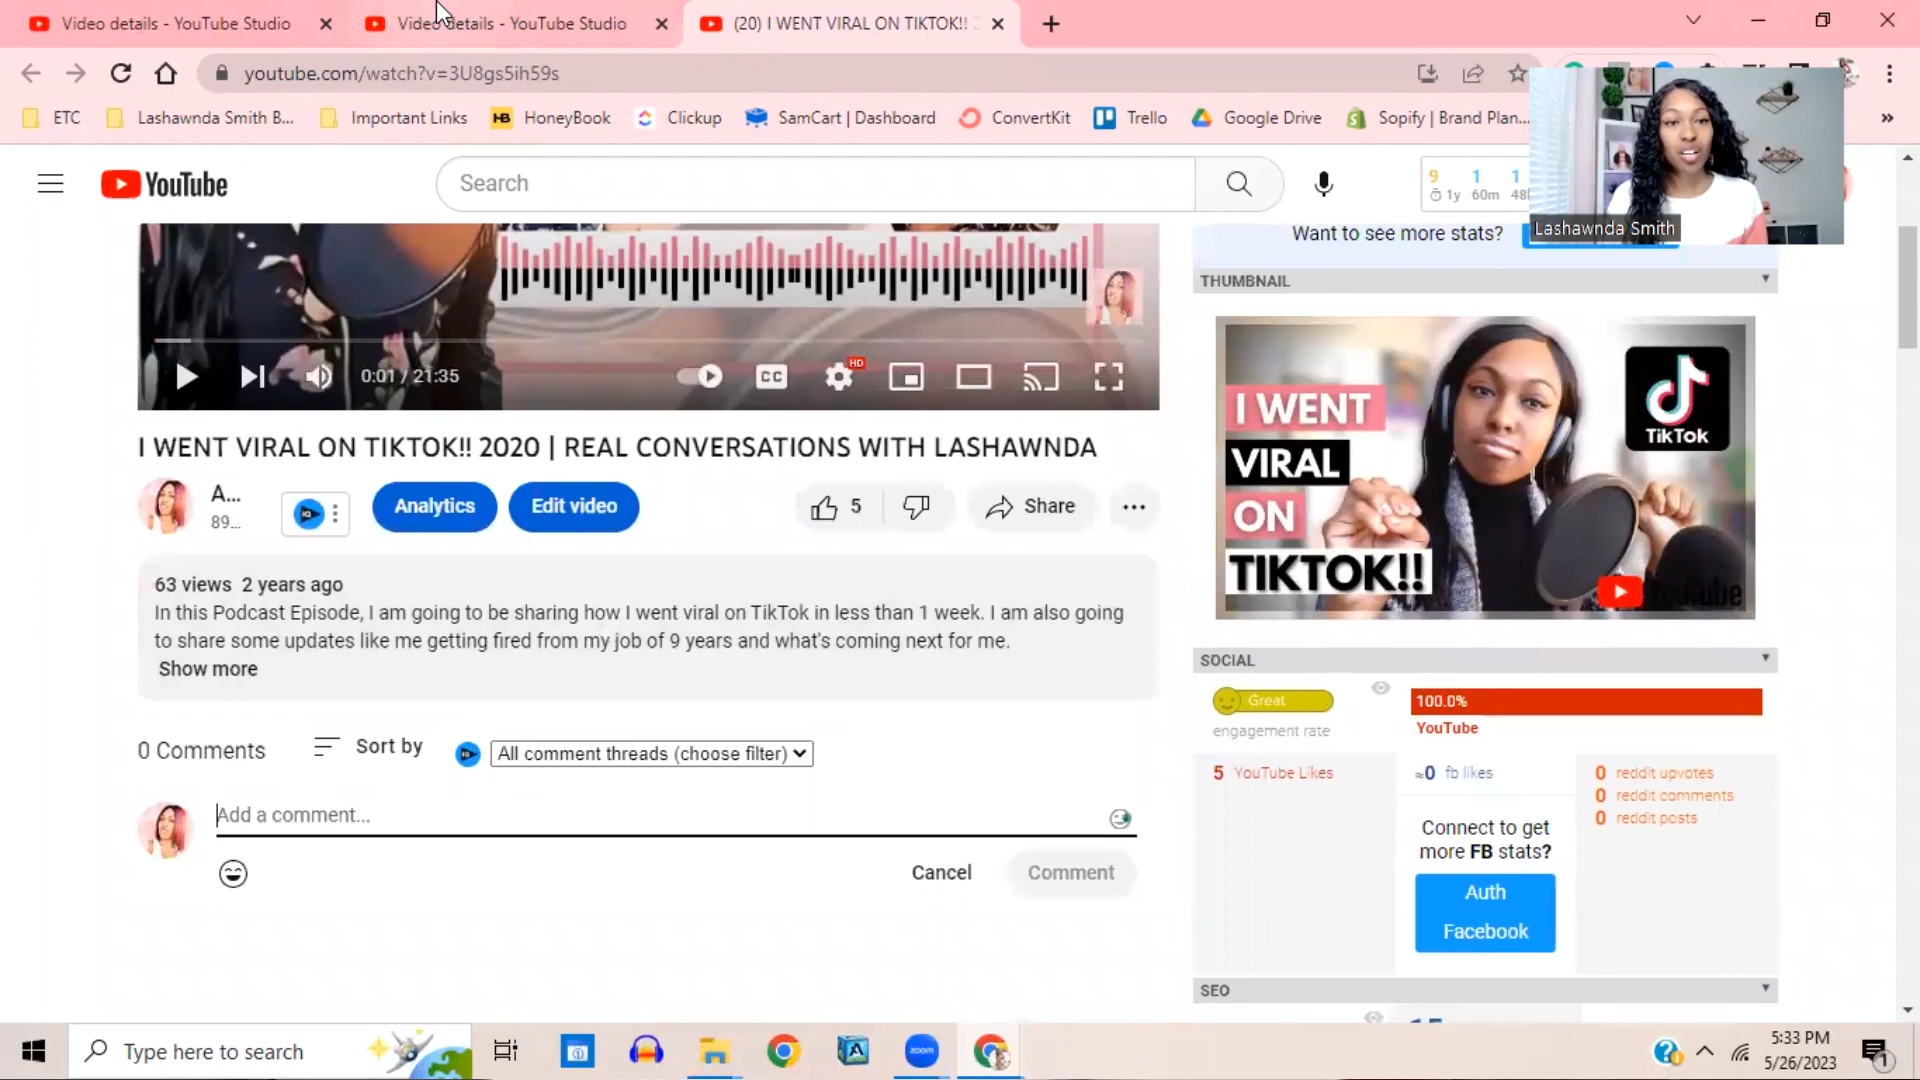 Video details - YouTube Studio
Video details - YouTube Studio
(20) I WENT VIRAL ON TIKTOK!!
youtube.com/watch?v=3U8gs5ih59s
ETC
Lashawnda Smith B...
Important Links
HB HoneyBook
Clickup
SamCart | Dashboard
ConvertKit
Trello
Google Drive
Sopify | Brand Plan...
»
YouTube
Search
9 1 1
1y 60m
Lashawnda Smith
Want to see more stats?
THUMBNAIL
I WENT
VIRAL
ON
TIKTOK!!
TikTok
YouTube
0:01 / 21:35
CC
HD
I WENT VIRAL ON TIKTOK!! 2020 | REAL CONVERSATIONS WITH LASHAWNDA
A...
89...
Analytics
Edit video
5
Share
63 views 2 years ago
In this Podcast Episode, I am going to be sharing how I went viral on TikTok in less than 1 week. I am also going
to share some updates like me getting fired from my job of 9 years and what's coming next for me.
Show more
0 Comments
Sort by
All comment threads (choose filter)
Add a comment...
Cancel
Comment
SOCIAL
Great
engagement rate
100.0%
YouTube
5 YouTube Likes
≈0 fb likes
Connect to get
more FB stats?
Auth
Facebook
0 reddit upvotes
0 reddit comments
0 reddit posts
SEO
Type here to search
zoom
5:33 PM
5/26/2023
1